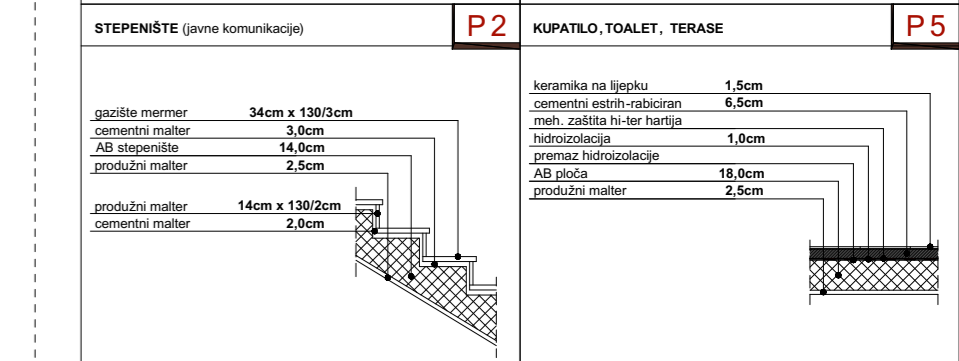 STEPENIŠTE (javne komunikacije) P2
gazište mermer 34cm x 130/3cm
cementni malter 3,0cm
AB stepenište 14,0cm
produžni malter 2,5cm
produžni malter 14cm x 130/2cm
cementni malter 2,0cm
KUPATILO, TOALET, TERASE P5
keramika na lijepku 1,5cm
cementni estrih-rabiciran 6,5cm
meh. zaštita hi-ter hartija
hidroizolacija 1,0cm
premaz hidroizolacije
AB ploča 18,0cm
produžni malter 2,5cm